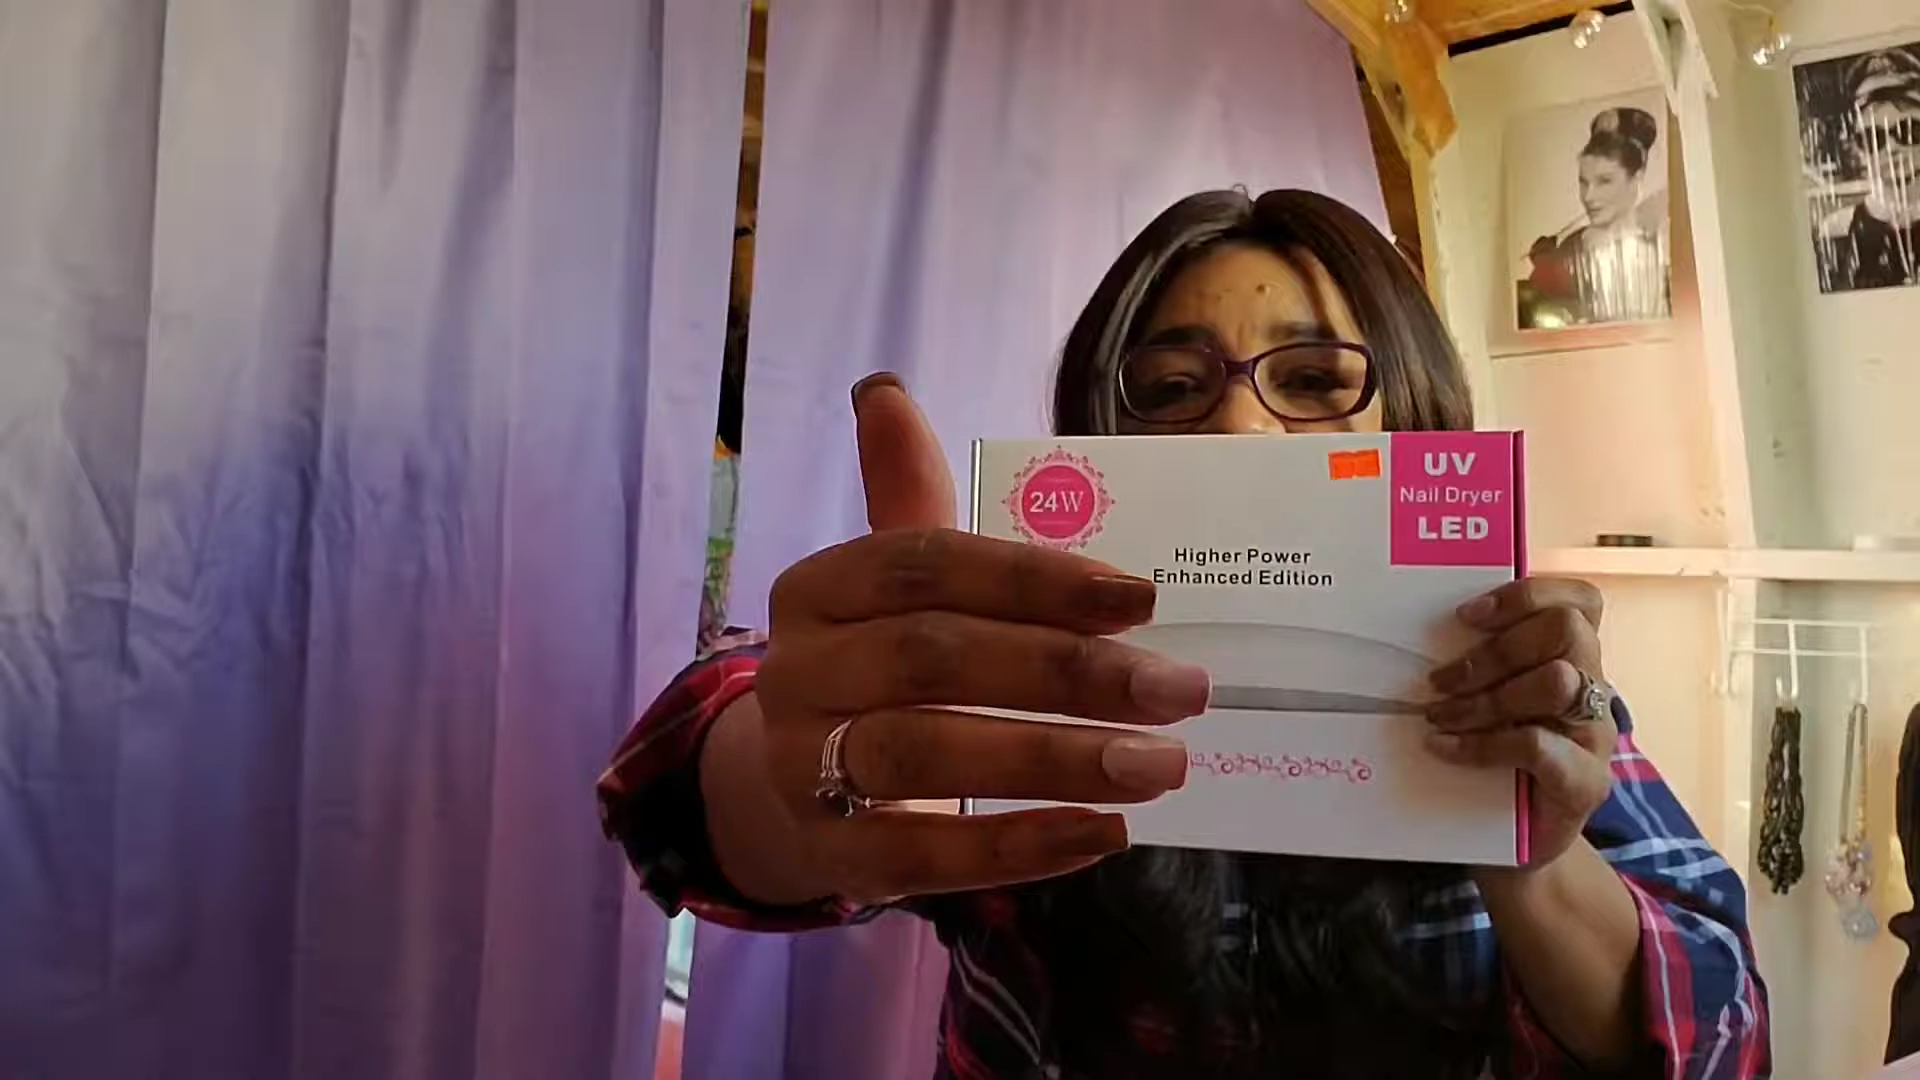 24W
UV
Nail Dryer
LED
Higher Power
Enhanced Edition